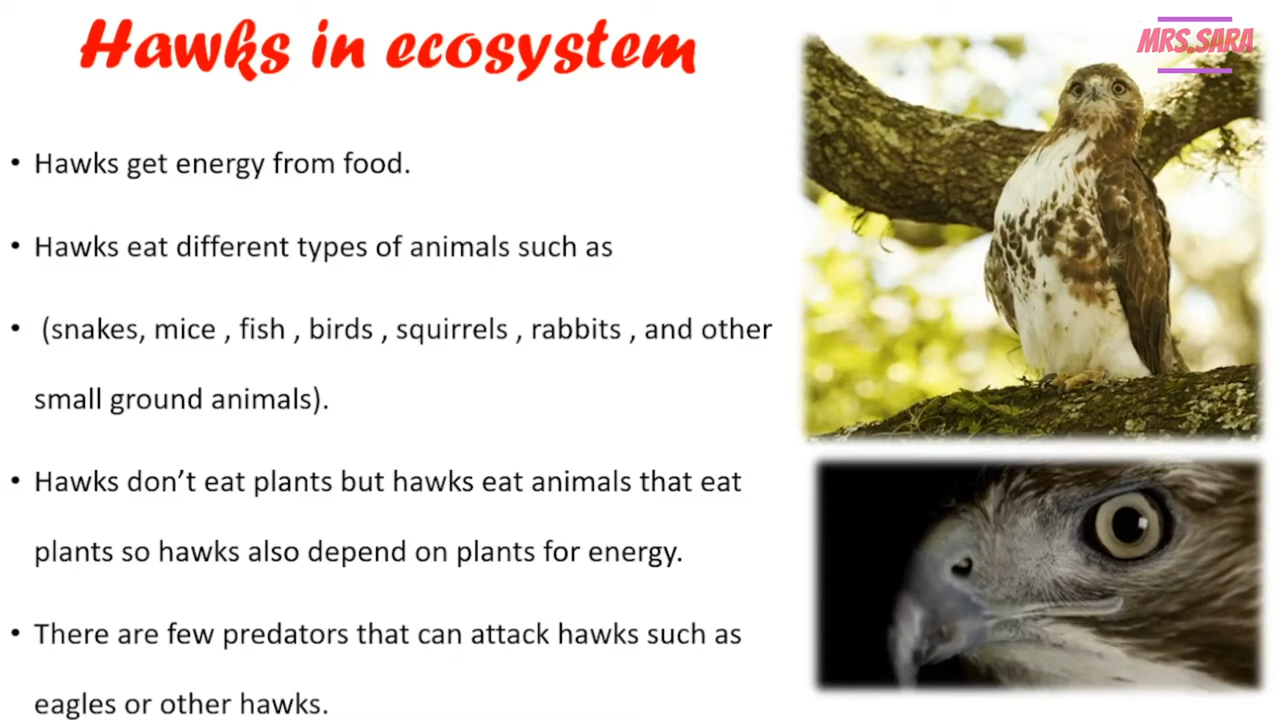 Hawks in ecosystem
MRS.SARA
• Hawks get energy from food.
• Hawks eat different types of animals such as
• (snakes, mice , fish , birds , squirrels , rabbits , and other
small ground animals).
• Hawks don’t eat plants but hawks eat animals that eat
plants so hawks also depend on plants for energy.
• There are few predators that can attack hawks such as
eagles or other hawks.